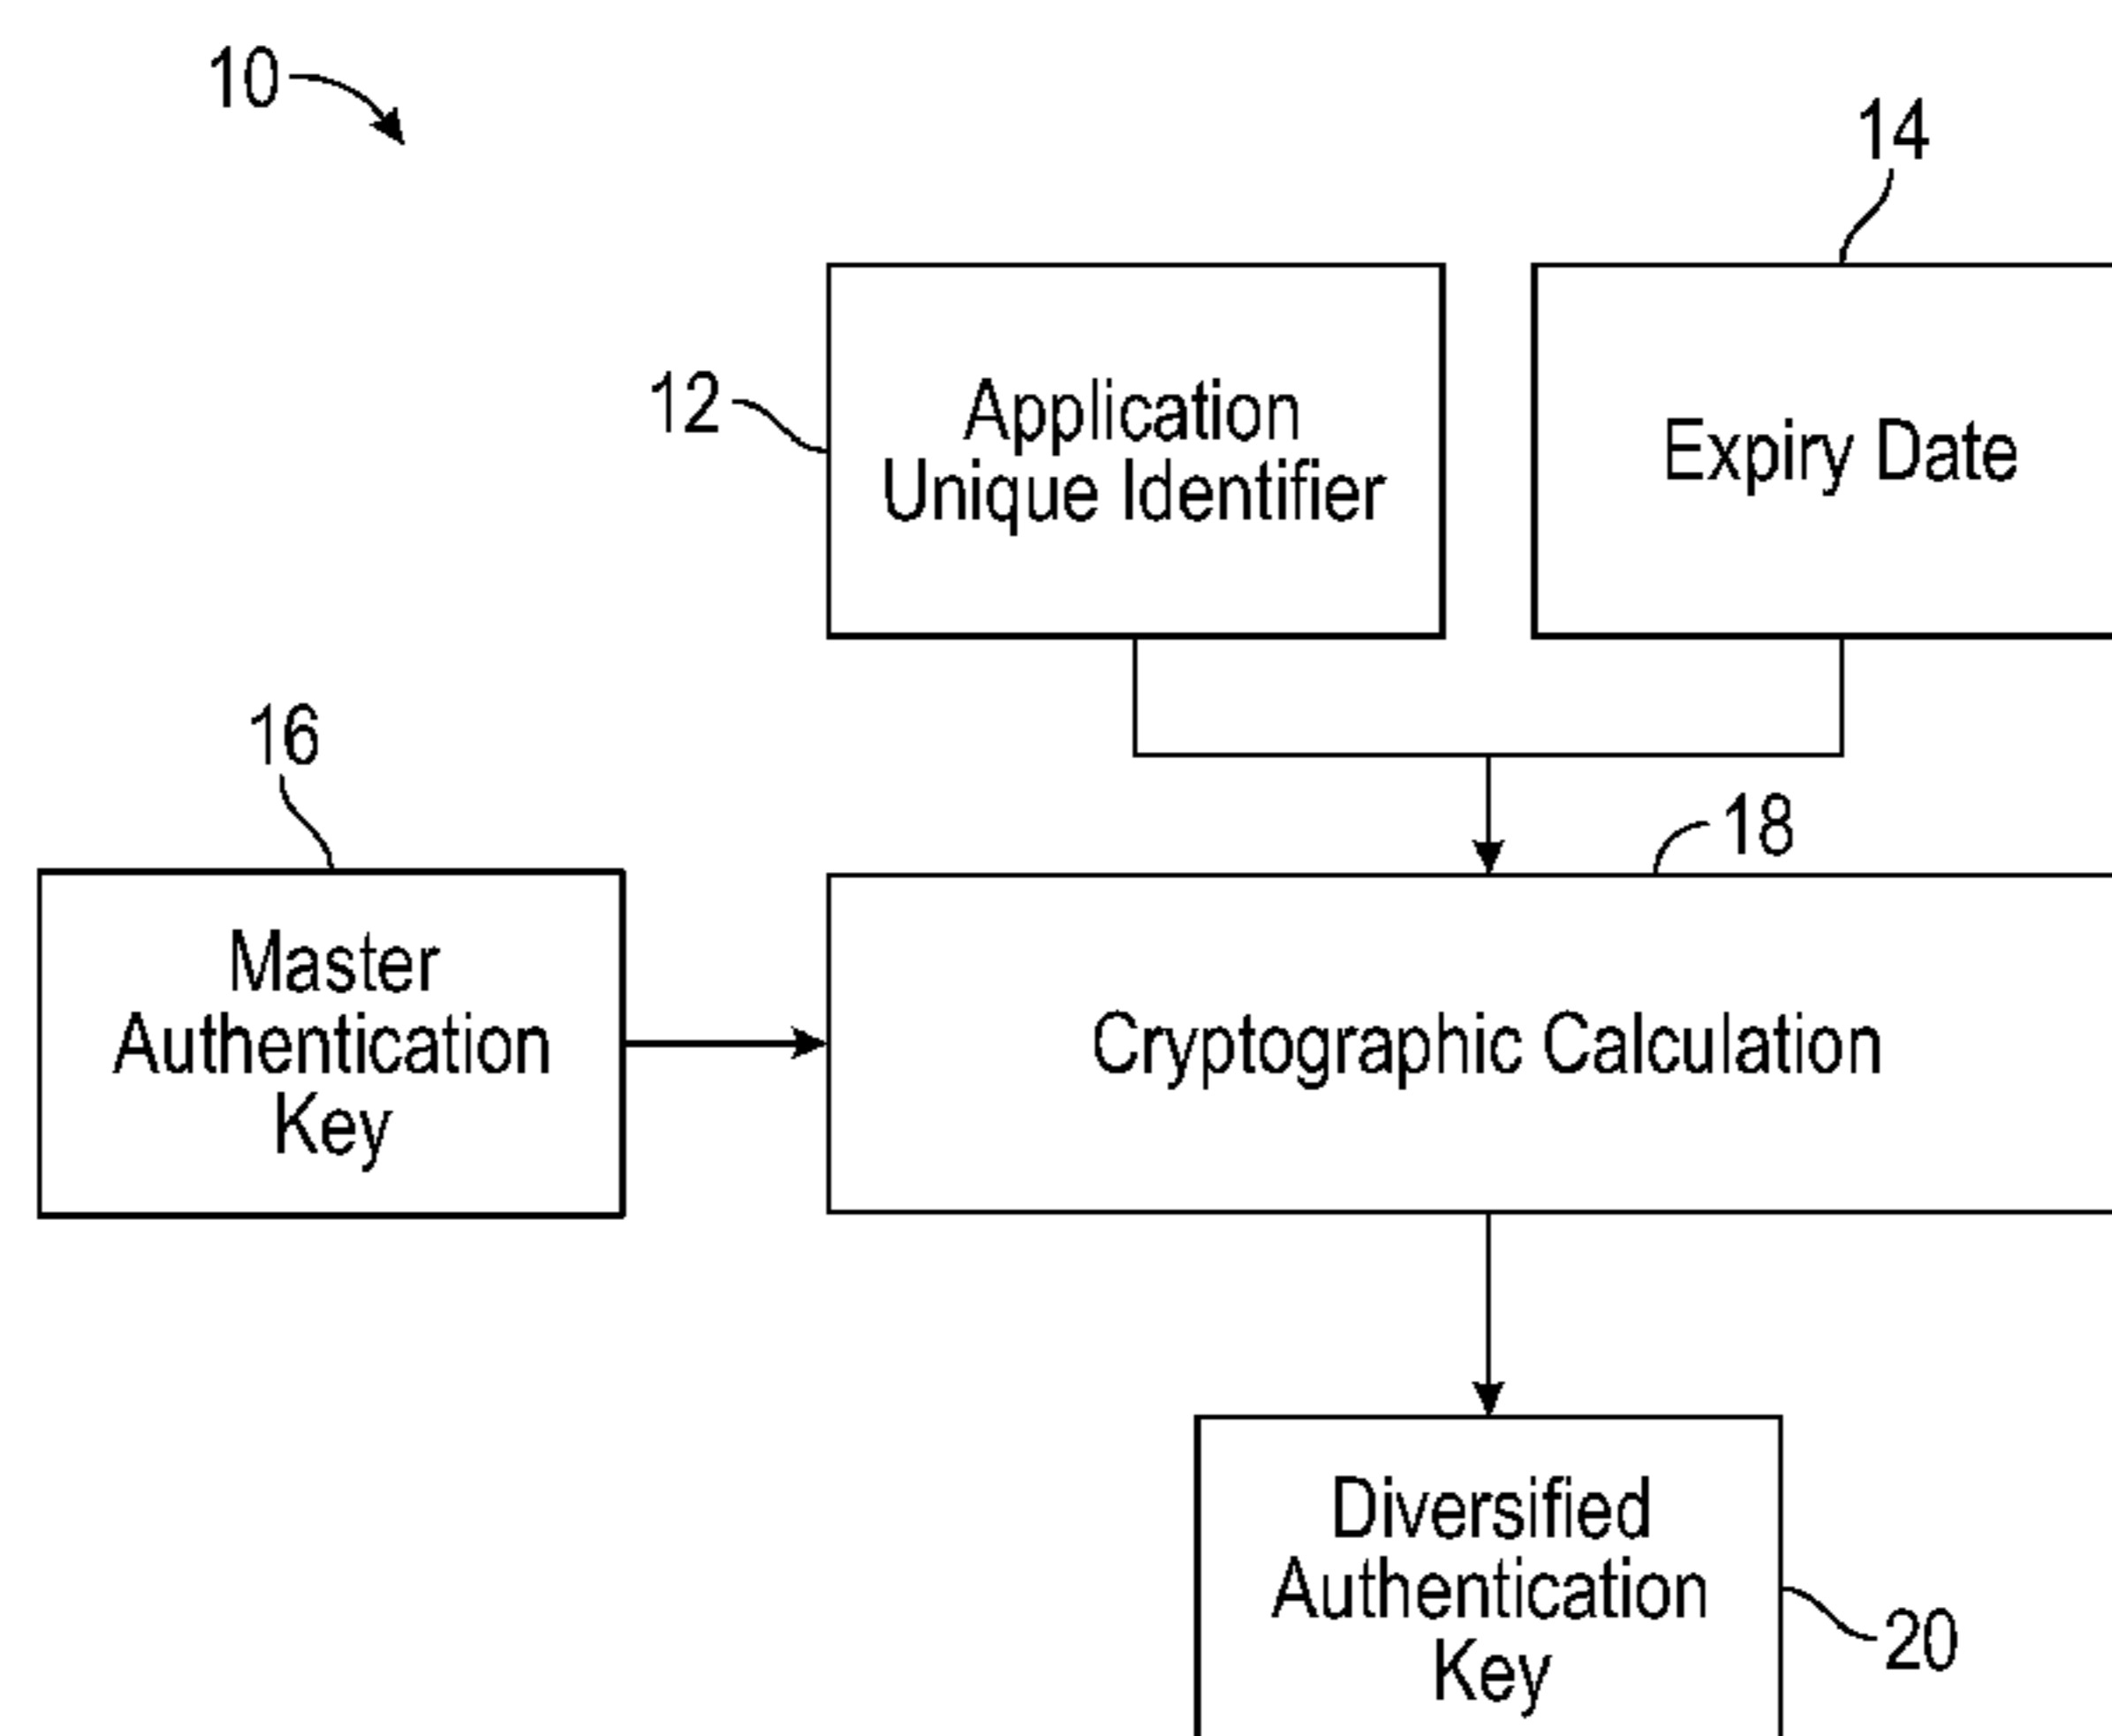 10
14
12
Application
Unique Identifier
Expiry Date
16
18
Master
Authentication
Key
Cryptographic Calculation
Diversified
Authentication
Key
20